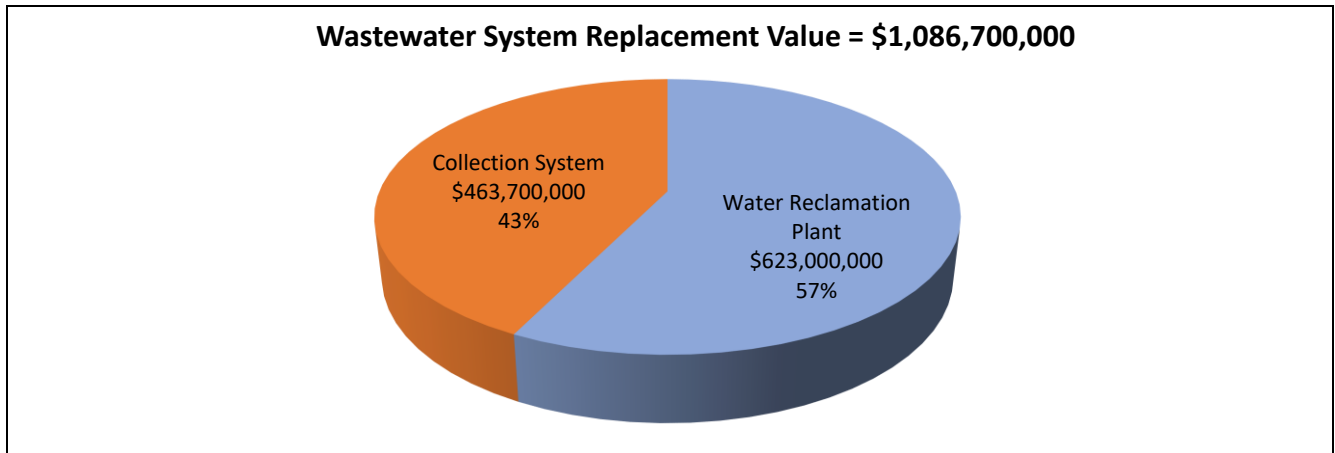 Wastewater System Replacement Value = $1,086,700,000
Collection System
$463,700,000
43%
Water Reclamation
Plant
$623,000,000
57%